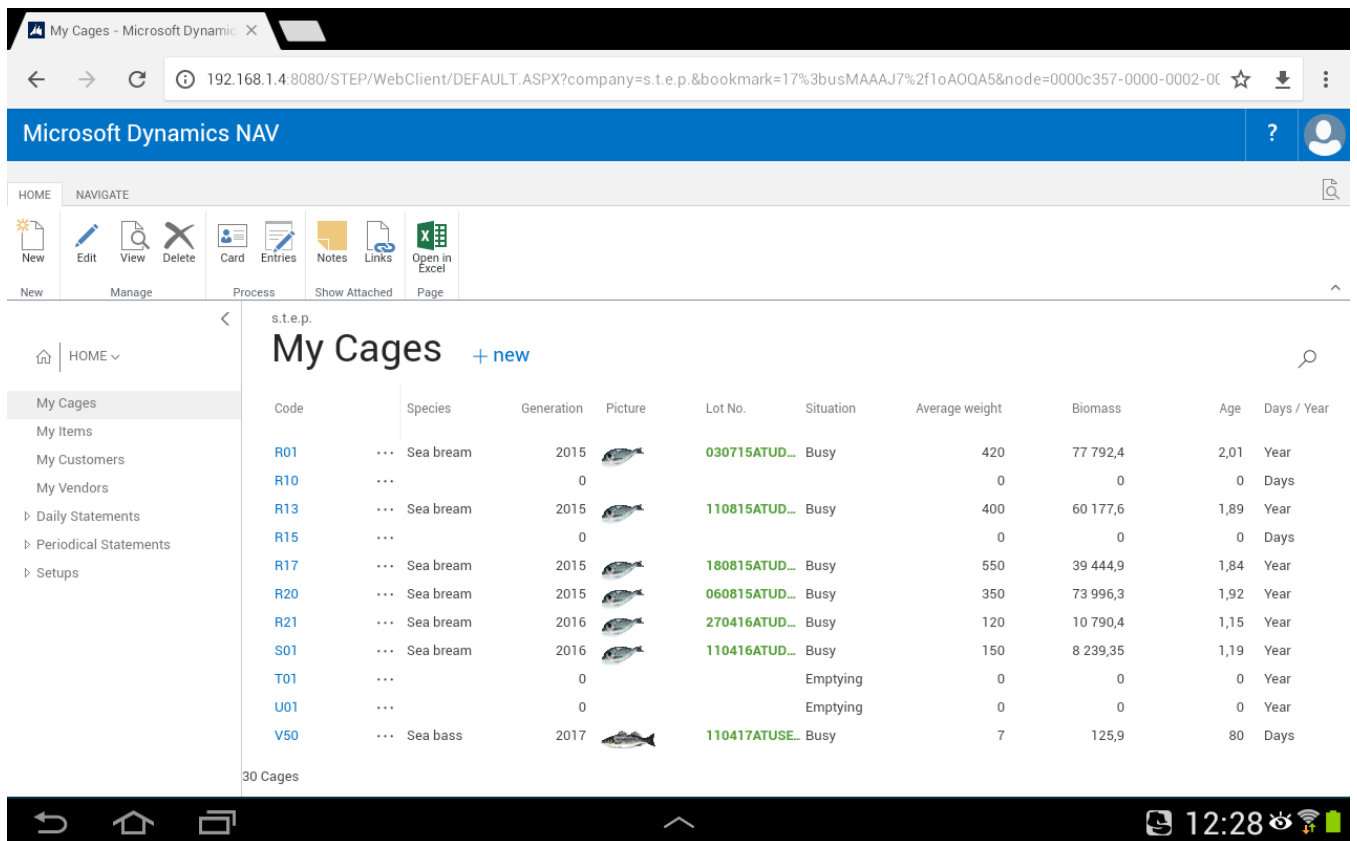 My Cages - Microsoft Dynamic
192.168.1.4:8080/STEP/WebClient/DEFAULT.ASPX?company=s.t.e.p.&bookmark=17%3busMAAAJ7%2f1oAOQA5&node=0000c357-0000-0002-00
Microsoft Dynamics NAV ?
HOME NAVIGATE
New Edit View Delete Card Entries Notes Links Open in Excel
New Manage Process Show Attached Page
s.t.e.p.
HOME
My Cages + new
My Cages
My Items
My Customers
My Vendors
Daily Statements
Periodical Statements
Setups
Code Species Generation Picture Lot No. Situation Average weight Biomass Age Days / Year
R01 ... Sea bream 2015 030715ATUD... Busy 420 77 792,4 2,01 Year
R10 ... 0 0 0 0 Days
R13 ... Sea bream 2015 110815ATUD... Busy 400 60 177,6 1,89 Year
R15 ... 0 0 0 0 Days
R17 ... Sea bream 2015 180815ATUD... Busy 550 39 444,9 1,84 Year
R20 ... Sea bream 2015 060815ATUD... Busy 350 73 996,3 1,92 Year
R21 ... Sea bream 2016 270416ATUD... Busy 120 10 790,4 1,15 Year
S01 ... Sea bream 2016 110416ATUD... Busy 150 8 239,35 1,19 Year
T01 ... 0 Emptying 0 0 0 Year
U01 ... 0 Emptying 0 0 0 Year
V50 ... Sea bass 2017 110417ATUSE.. Busy 7 125,9 80 Days
30 Cages
12:28